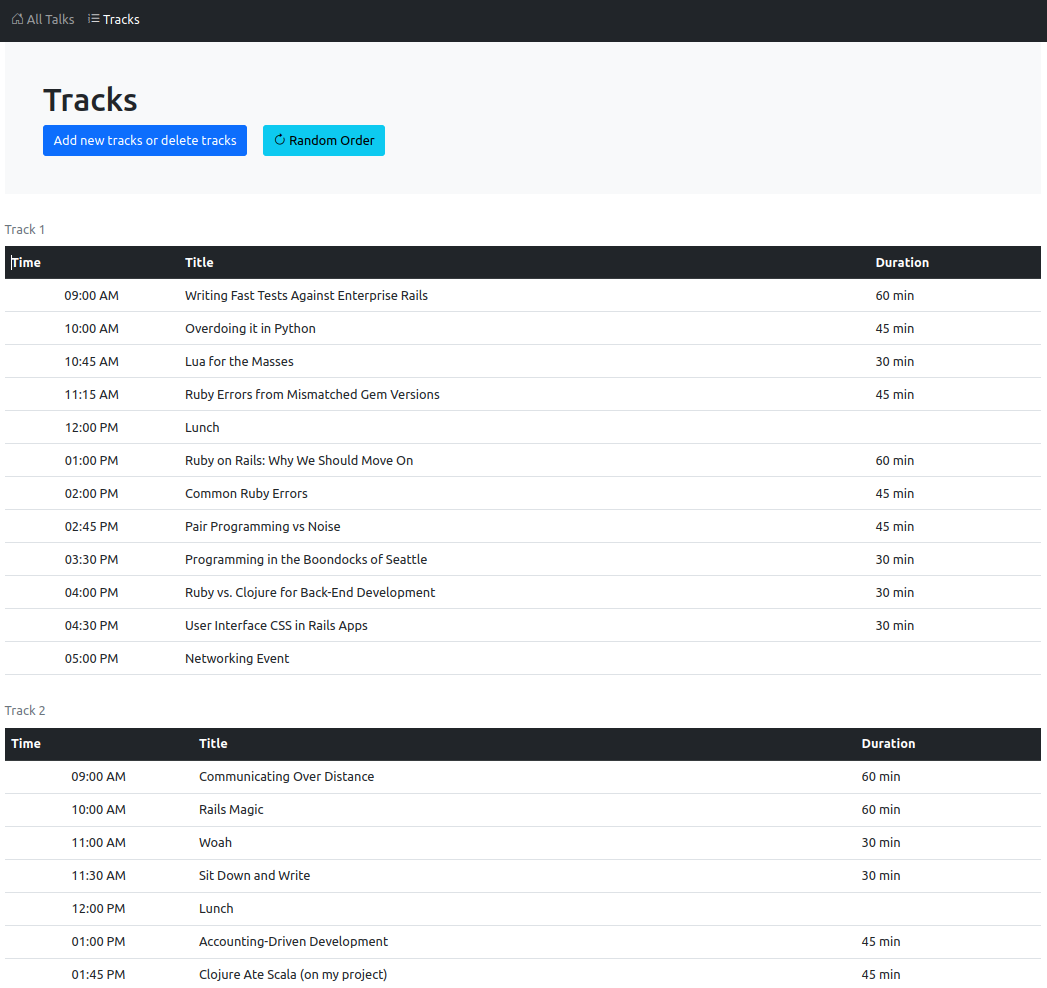 All Talks Tracks
Tracks
Add new tracks or delete tracks Random Order
Track 1
Time Title Duration
09:00 AM Writing Fast Tests Against Enterprise Rails 60 min
10:00 AM Overdoing it in Python 45 min
10:45 AM Lua for the Masses 30 min
11:15 AM Ruby Errors from Mismatched Gem Versions 45 min
12:00 PM Lunch
01:00 PM Ruby on Rails: Why We Should Move On 60 min
02:00 PM Common Ruby Errors 45 min
02:45 PM Pair Programming vs Noise 45 min
03:30 PM Programming in the Boondocks of Seattle 30 min
04:00 PM Ruby vs. Clojure for Back-End Development 30 min
04:30 PM User Interface CSS in Rails Apps 30 min
05:00 PM Networking Event
Track 2
Time Title Duration
09:00 AM Communicating Over Distance 60 min
10:00 AM Rails Magic 60 min
11:00 AM Woah 30 min
11:30 AM Sit Down and Write 30 min
12:00 PM Lunch
01:00 PM Accounting-Driven Development 45 min
01:45 PM Clojure Ate Scala (on my project) 45 min